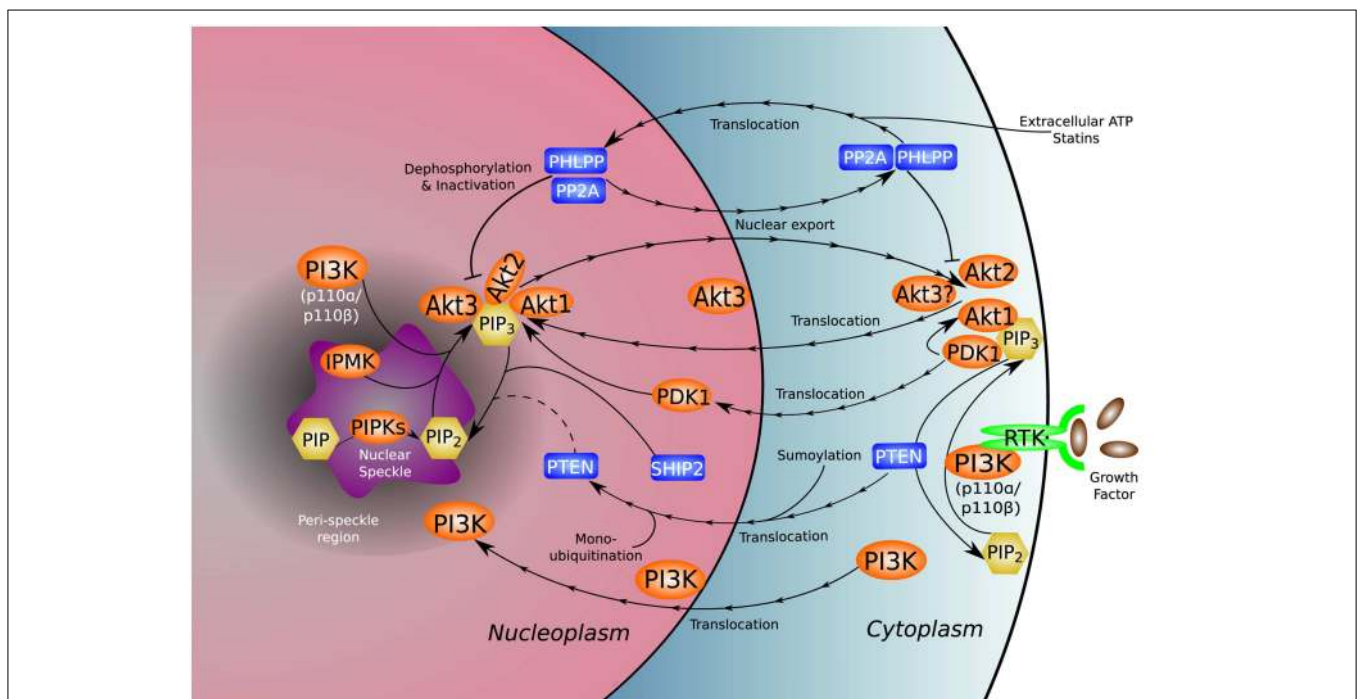 Translocation
Extracellular ATP
Statins
PHLPP
PP2A
PP2A
PHLPP
Dephosphorylation
& Inactivation
Nuclear export
PI3K
(p110α/
p110β)
Akt3
Akt2
Akt1
PIP3
Akt3
Akt2
Akt3?
Akt1
PIP3
PDK1
Translocation
IPMK
PDK1
Translocation
PIP
PIPKs
PIP2
Nuclear
Speckle
PTEN
SHIP2
Sumoylation
PTEN
RTK
PI3K
(p110α/
p110β)
Growth
Factor
Peri-speckle
region
PI3K
Mono-
ubiquitination
Translocation
PIP2
PI3K
PI3K
Translocation
Nucleoplasm
Cytoplasm